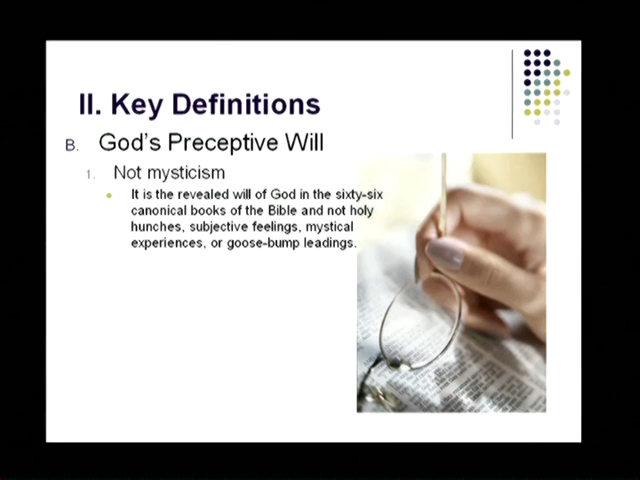 II. Key Definitions
B. God's Preceptive Will
1. Not mysticism
It is the revealed will of God in the sixty-six
canonical books of the Bible and not holy
hunches, subjective feelings, mystical
experiences, or goose-bump leadings.